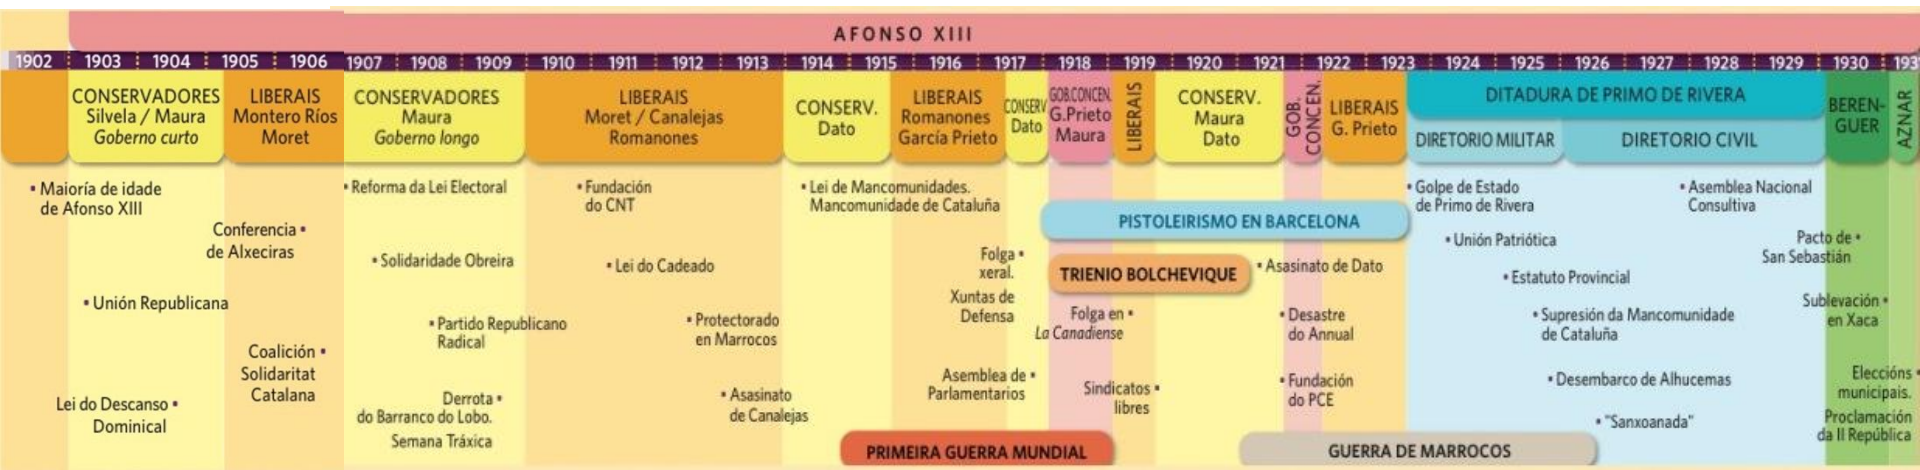 AFONSO XIII
1902 1903 1904 1905 1906 1907 1908 1909 1910 1911 1912 1913 1914 1915 1916 1917 1918 1919 1920 1921 1922 1923 1924 1925 1926 1927 1928 1929 1930 193
CONSERVADORES
Silvela / Maura
Goberno curto
LIBERAIS
Montero Ríos
Moret
CONSERVADORES
Maura
Goberno longo
LIBERAIS
Moret / Canalejas
Romanones
CONSERV.
Dato
LIBERAIS
Romanones
García Prieto
CONSERV
Dato
GOB.CONCEN.
G.Prieto
Maura
LIBERAIS
CONSERV.
Maura
Dato
GOB.
CONCEN.
LIBERAIS
G. Prieto
DITADURA DE PRIMO DE RIVERA
DIRETORIO MILITAR
DIRETORIO CIVIL
BEREN-
GUER
AZNAR
▪ Maioría de idade
de Afonso XIII
Conferencia ▪
de Alxeciras
▪ Unión Republicana
Coalición ▪
Solidaritat
Catalana
Lei do Descanso ▪
Dominical
▪ Reforma da Lei Electoral
▪ Solidaridade Obreira
▪ Partido Republicano
Radical
Derrota ▪
do Barranco do Lobo.
Semana Tráxica
▪ Fundación
do CNT
▪ Lei do Cadeado
▪ Protectorado
en Marrocos
▪ Asasinato
de Canalejas
▪ Lei de Mancomunidades.
Mancomunidade de Cataluña
Folga ▪
xeral.
Xuntas de
Defensa
Asemblea de ▪
Parlamentarios
PRIMEIRA GUERRA MUNDIAL
PISTOLEIRISMO EN BARCELONA
TRIENIO BOLCHEVIQUE
Folga en ▪
La Canadiense
Sindicatos ▪
libres
▪ Asasinato de Dato
▪ Desastre
do Annual
▪ Fundación
do PCE
GUERRA DE MARROCOS
▪ Golpe de Estado
de Primo de Rivera
▪ Unión Patriótica
▪ Estatuto Provincial
▪ Supresión da Mancomunidade
de Cataluña
▪ Desembarco de Alhucemas
▪ "Sanxoanada"
▪ Asemblea Nacional
Consultiva
Pacto de ▪
San Sebastián
Sublevación ▪
en Xaca
Eleccións ▪
municipais.
Proclamación
da II República